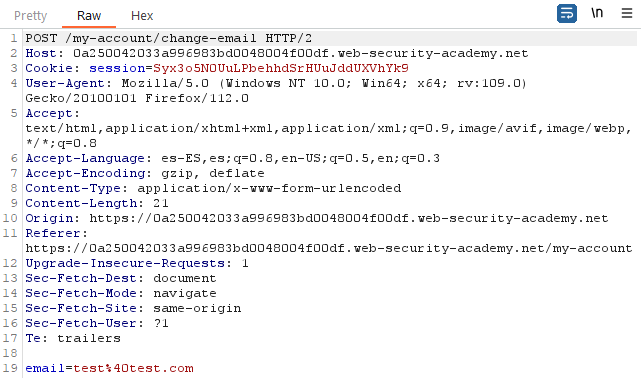 Pretty Raw Hex \n
1 POST /my-account/change-email HTTP/2
2 Host: 0a250042033a996983bd0048004f00df.web-security-academy.net
3 Cookie: session=Syx3o5N0UuLPbehhdSrHUuJddUXVhYk9
4 User-Agent: Mozilla/5.0 (Windows NT 10.0; Win64; x64; rv:109.0)
Gecko/20100101 Firefox/112.0
5 Accept:
text/html,application/xhtml+xml,application/xml;q=0.9,image/avif,image/webp,
*/*;q=0.8
6 Accept-Language: es-ES,es;q=0.8,en-US;q=0.5,en;q=0.3
7 Accept-Encoding: gzip, deflate
8 Content-Type: application/x-www-form-urlencoded
9 Content-Length: 21
10 Origin: https://0a250042033a996983bd0048004f00df.web-security-academy.net
11 Referer:
https://0a250042033a996983bd0048004f00df.web-security-academy.net/my-account
12 Upgrade-Insecure-Requests: 1
13 Sec-Fetch-Dest: document
14 Sec-Fetch-Mode: navigate
15 Sec-Fetch-Site: same-origin
16 Sec-Fetch-User: ?1
17 Te: trailers
18
19 email=test%40test.com